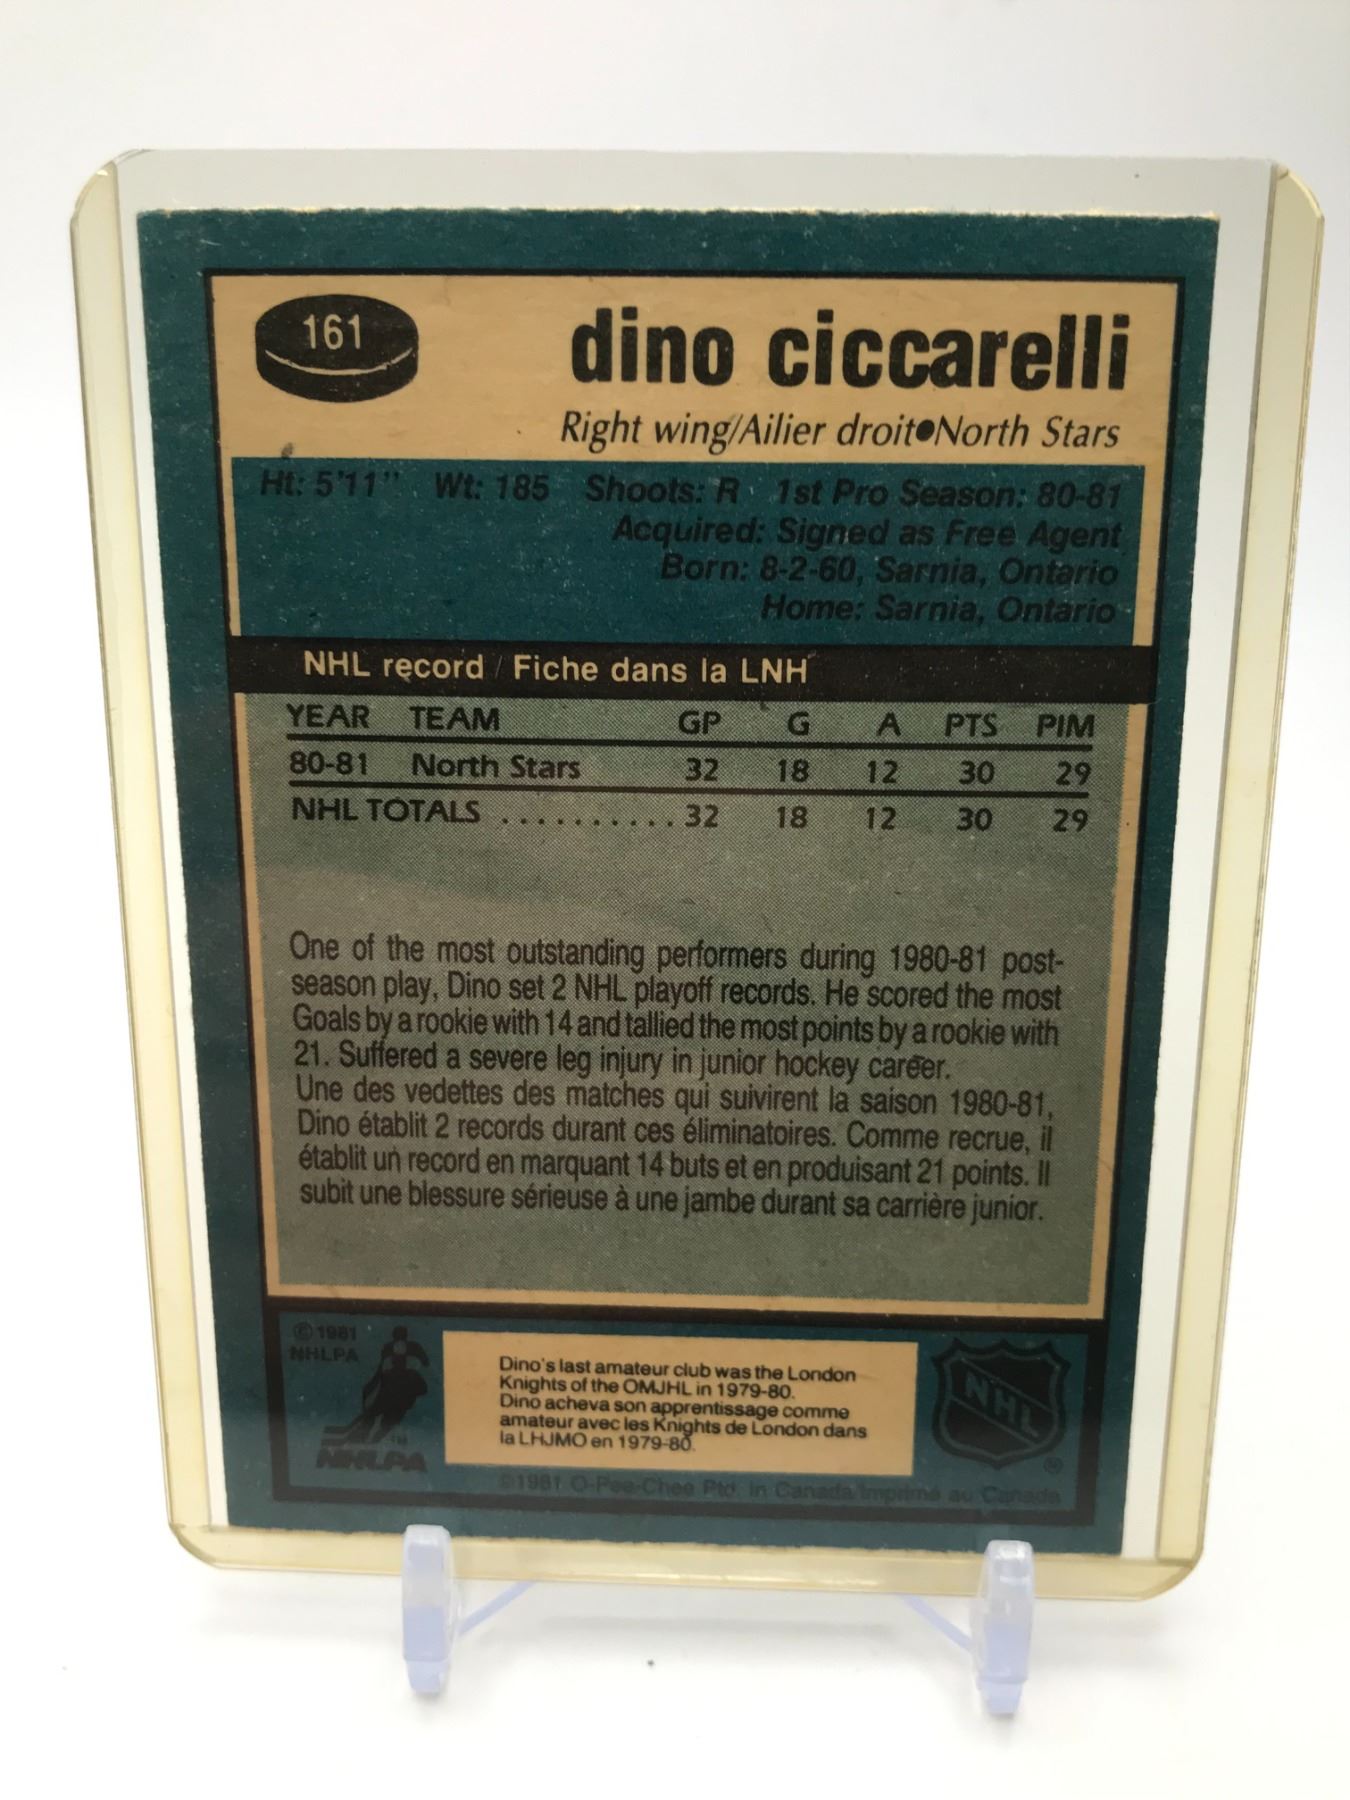 161
dino ciccarelli
Right wing/Ailier droit●North Stars
Ht: 5'11" Wt: 185 Shoots: R 1st Pro Season: 80-81
Acquired: Signed as Free Agent
Born: 8-2-60, Sarnia, Ontario
Home: Sarnia, Ontario
NHL record / Fiche dans la LNH
YEAR TEAM GP G A PTS PIM
80-81 North Stars 32 18 12 30 29
NHL TOTALS .......... 32 18 12 30 29
One of the most outstanding performers during 1980-81 post-
season play, Dino set 2 NHL playoff records. He scored the most
Goals by a rookie with 14 and tallied the most points by a rookie with
21. Suffered a severe leg injury in junior hockey career.
Une des vedettes des matches qui suivirent la saison 1980-81,
Dino établit 2 records durant ces éliminatoires. Comme recrue, il
établit un record en marquant 14 buts et en produisant 21 points. Il
subit une blessure sérieuse à une jambe durant sa carrière junior.
© 1981
NHLPA
TM
NHLPA
Dino's last amateur club was the London
Knights of the OMJHL in 1979-80.
Dino acheva son apprentissage comme
amateur avec les Knights de London dans
la LHJMO en 1979-80.
NHL
©1981 O-Pee-Chee Ptd. in Canada/Imprimé au Canada